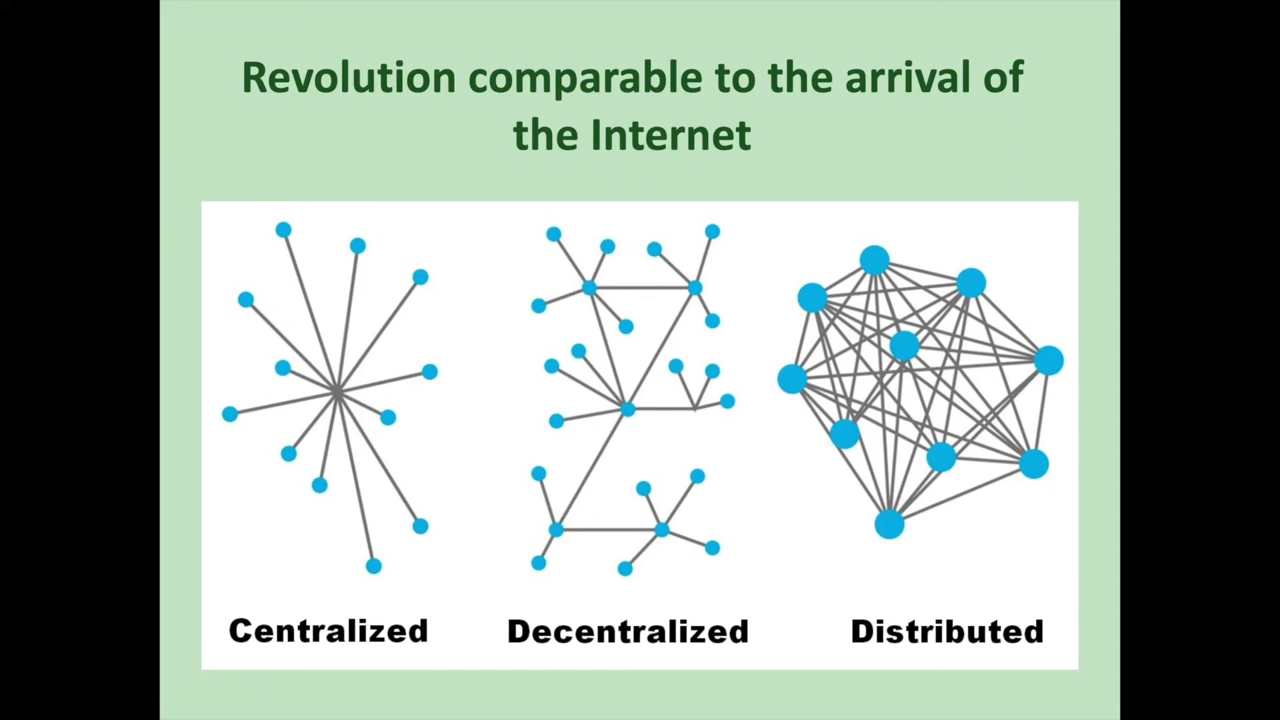 Revolution comparable to the arrival of
the Internet
Centralized
Decentralized
Distributed